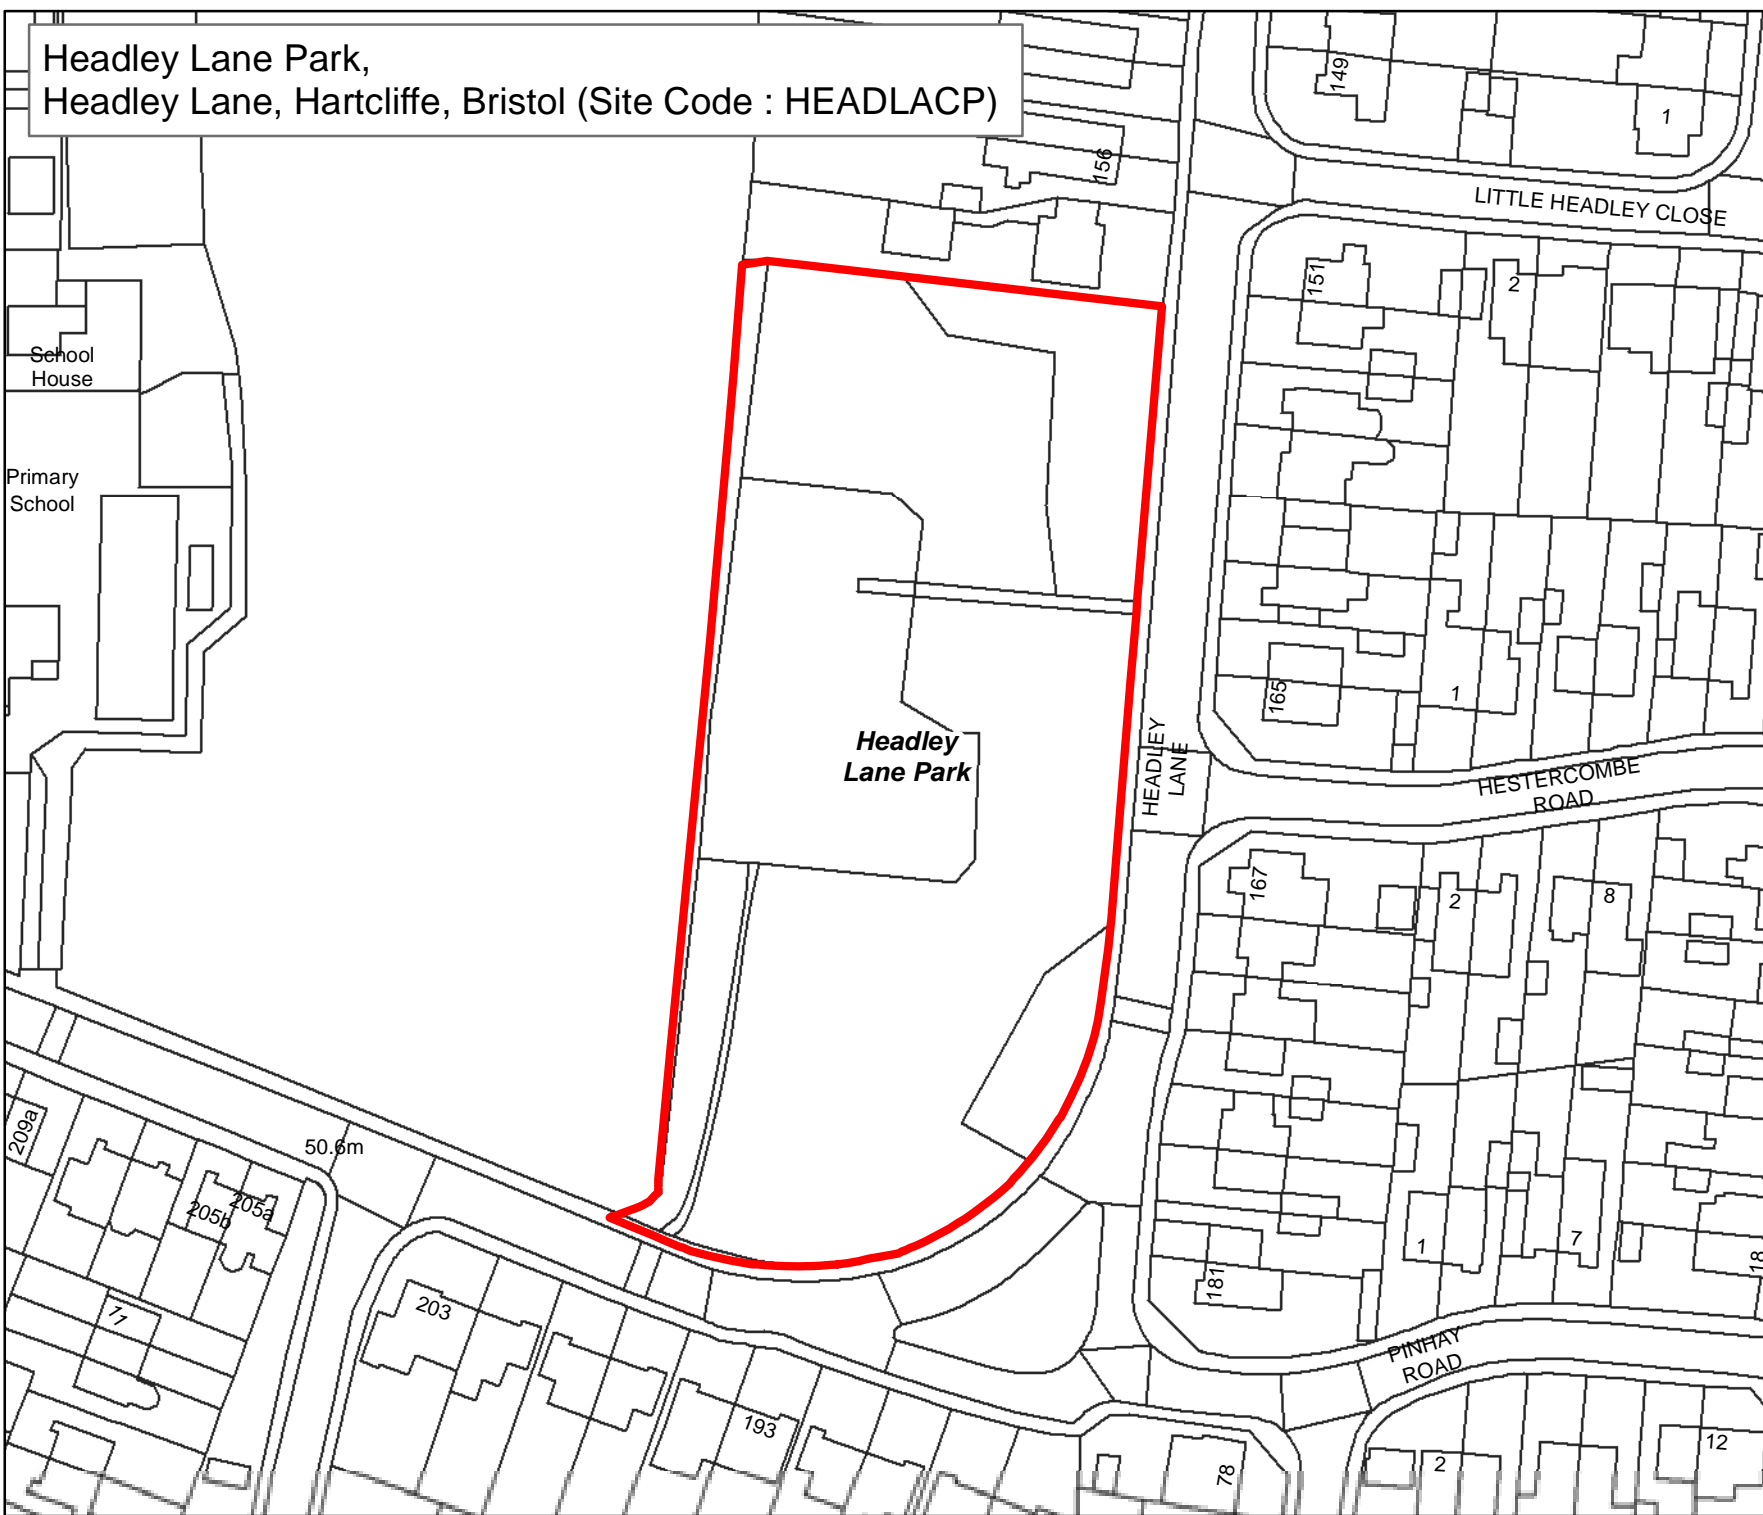 Headley Lane Park,
Headley Lane, Hartcliffe, Bristol (Site Code : HEADLACP)
149
1
156
LITTLE HEADLEY CLOSE
151
2
School
House
Primary
School
165
1
Headley
Lane Park
HEADLEY
LANE
HESTERCOMBE
ROAD
167
2
8
209a
50.6m
205b
205a
181
1
7
18
11
203
PINHAY
ROAD
193
78
2
12